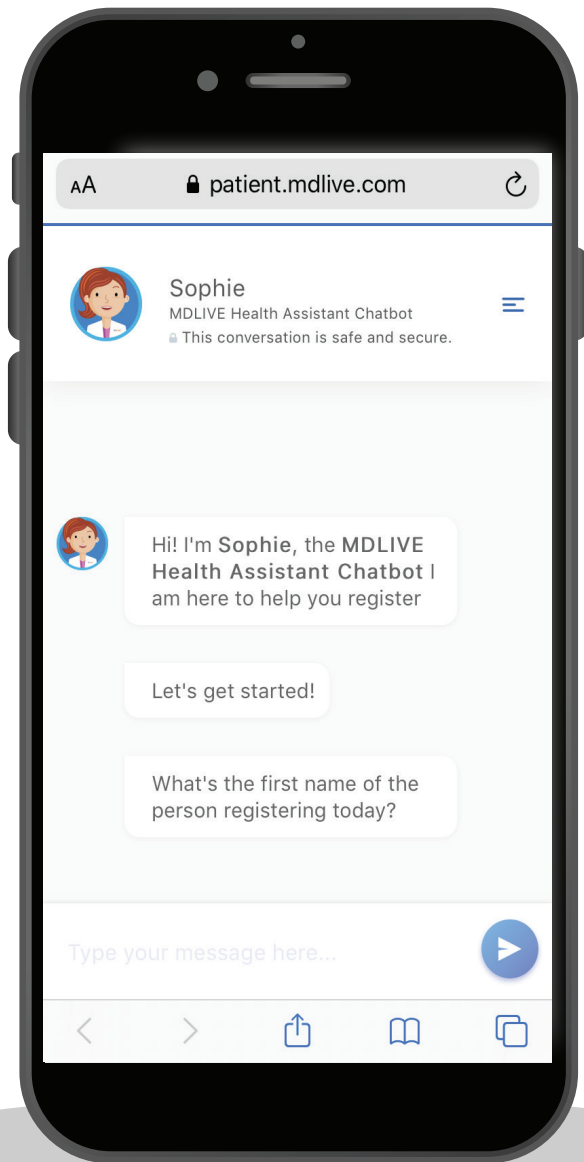 AA patient.mdlive.com
Sophie
MDLIVE Health Assistant Chatbot
This conversation is safe and secure.
Hi! I'm Sophie, the MDLIVE
Health Assistant Chatbot I
am here to help you register
Let's get started!
What's the first name of the
person registering today?
Type your message here...